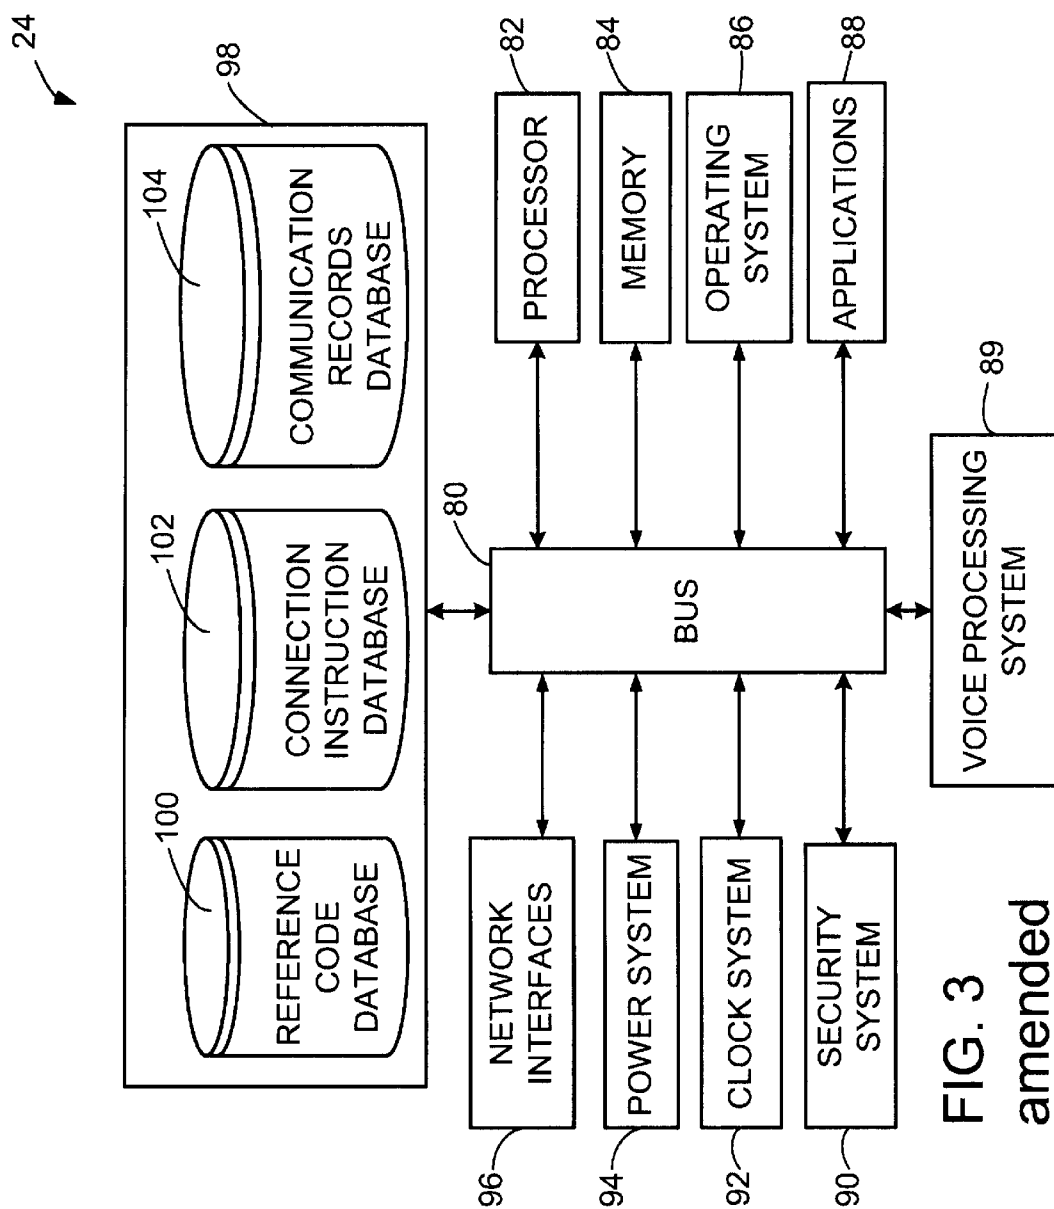 24
98
100
REFERENCE
CODE
DATABASE
102
CONNECTION
INSTRUCTION
DATABASE
104
COMMUNICATION
RECORDS
DATABASE
80
BUS
96
NETWORK
INTERFACES
94
POWER SYSTEM
92
CLOCK SYSTEM
90
SECURITY
SYSTEM
82
PROCESSOR
84
MEMORY
86
OPERATING
SYSTEM
88
APPLICATIONS
89
VOICE PROCESSING
SYSTEM
FIG. 3
amended